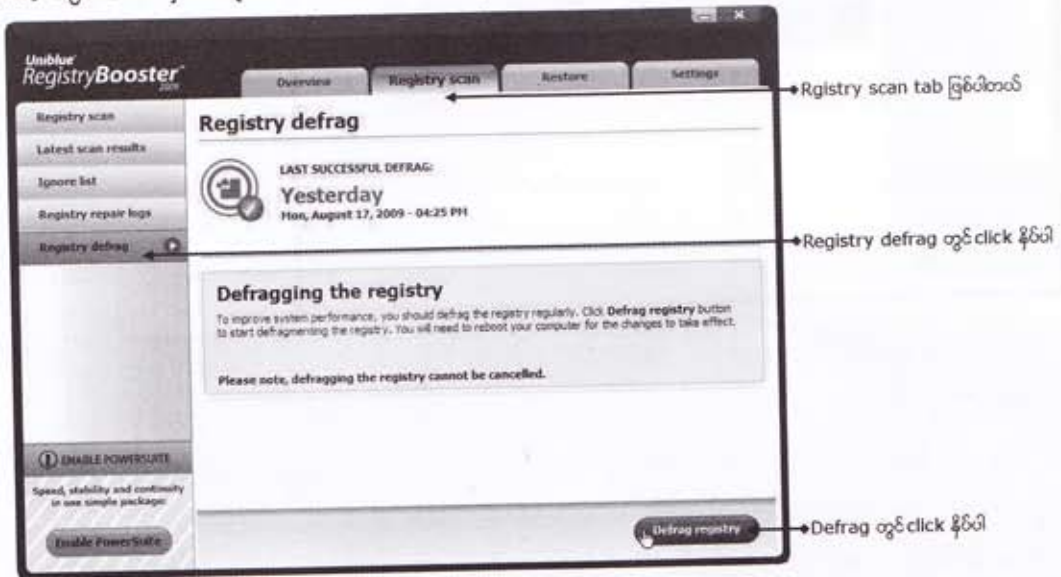 Uniblue
RegistryBooster
2009
Overview
Registry scan
Restore
Settings
Rgistry scan tab ဖြစ်ပါတယ်
Registry scan
Latest scan results
Ignore list
Registry repair logs
Registry defrag
Registry defrag
LAST SUCCESSFUL DEFRAG:
Yesterday
Mon, August 17, 2009 - 04:25 PM
Registry defrag တွင် click နှိပ်ပါ
Defragging the registry
To improve system performance, you should defrag the registry regularly. Click Defrag registry button
to start defragmenting the registry. You will need to reboot your computer for the changes to take effect.
Please note, defragging the registry cannot be cancelled.
ENABLE POWERSUITE
Speed, stability and continuity
in one simple package:
Enable PowerSuite
Defrag registry
Defrag တွင် click နှိပ်ပါ